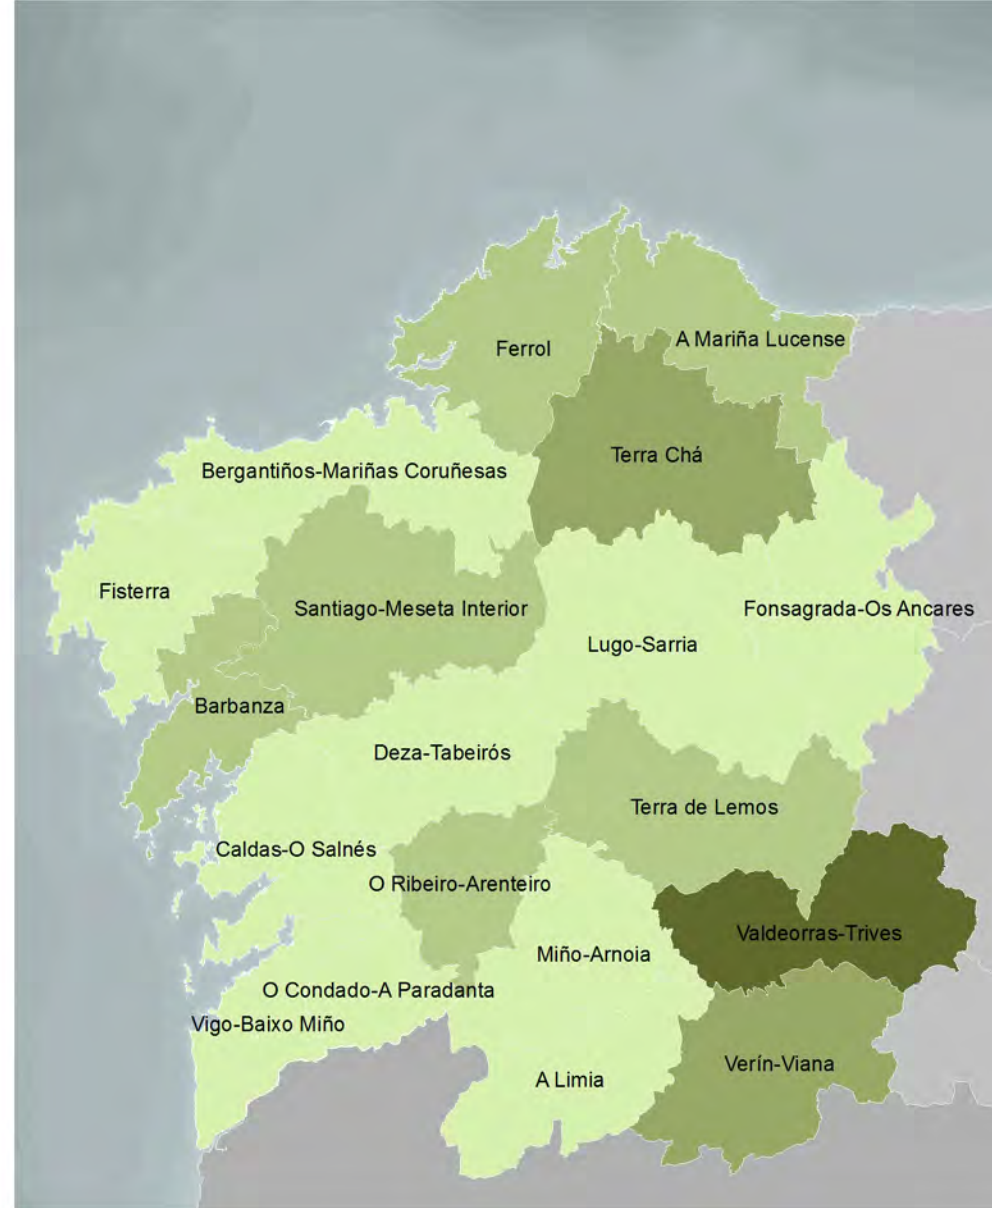 A Mariña Lucense
Ferrol
Terra Chá
Bergantiños-Mariñas Coruñesas
Fisterra
Santiago-Meseta Interior
Fonsagrada-Os Ancares
Lugo-Sarria
Barbanza
Deza-Tabeirós
Terra de Lemos
Caldas-O Salnés
O Ribeiro-Arenteiro
Valdeorras-Trives
Miño-Arnoia
O Condado-A Paradanta
Vigo-Baixo Miño
Verín-Viana
A Limia